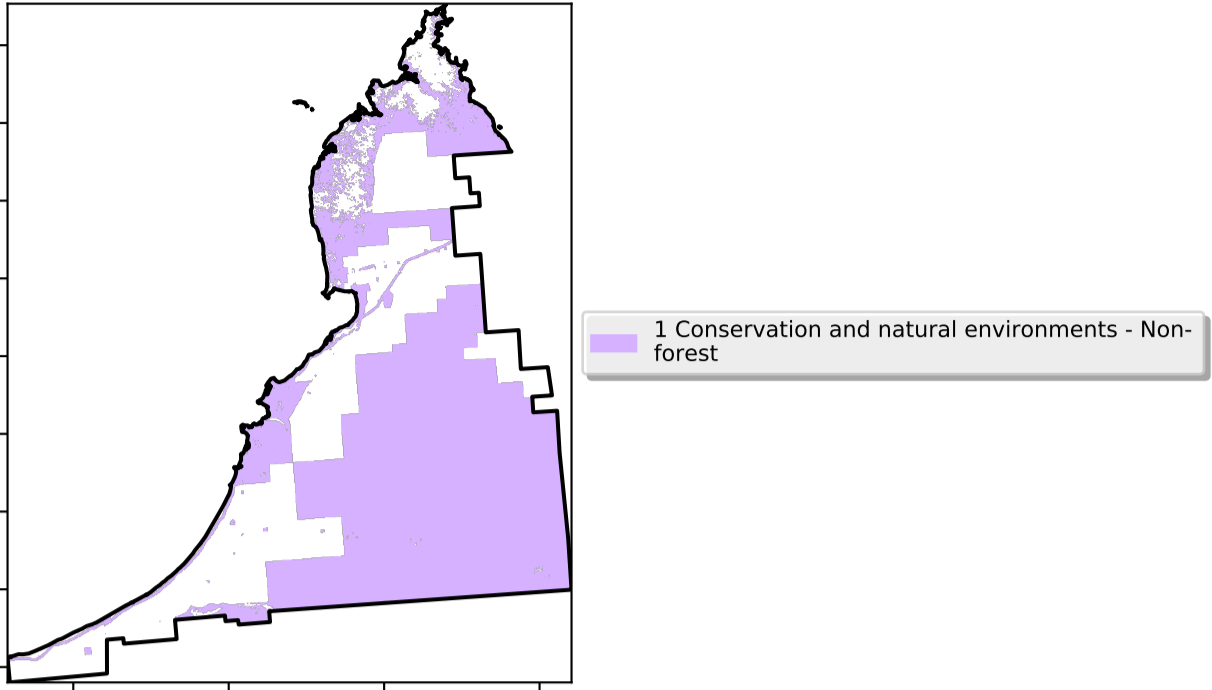 1 Conservation and natural environments - Non-
forest